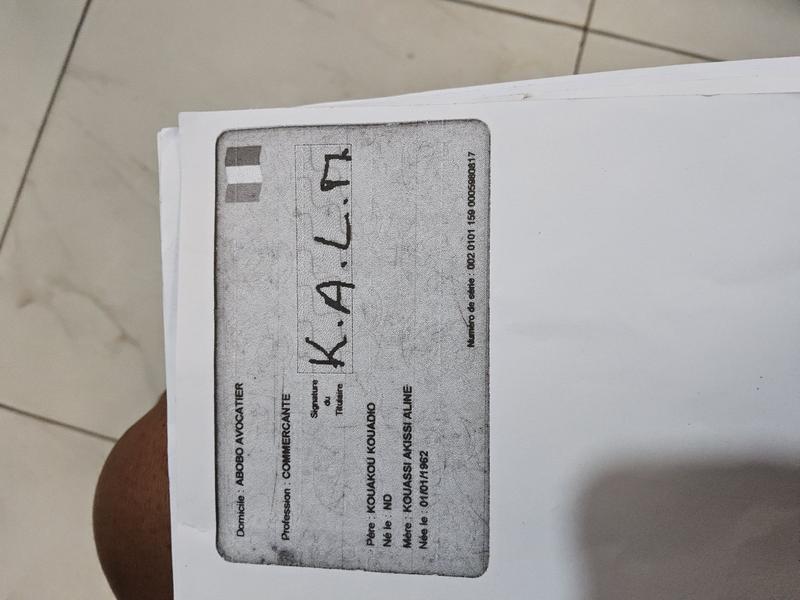 Domicile : ABOBO AVOCATIER
Profession : COMMERCANTE
Signature
du
Titulaire
K.A.L.M
Père : KOUAKOU KOUADIO
Né le : ND
Mère : KOUASSI AKISSI ALINE
Née le : 01/01/1962
Numéro de série : 002 0101 159 0005980817